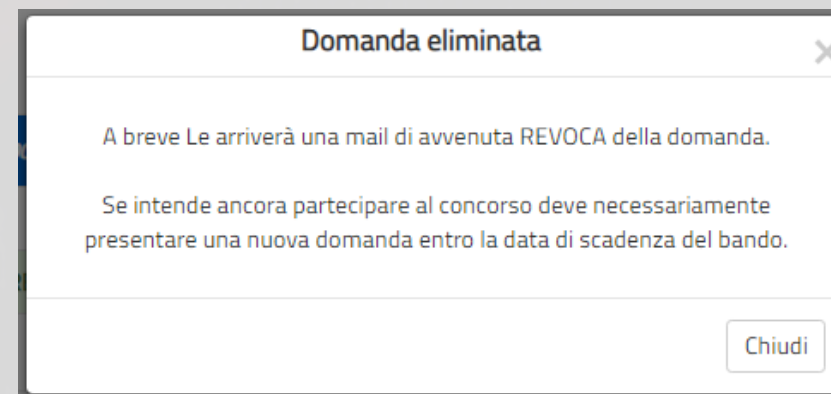 Domanda eliminata
A breve Le arriverà una mail di avvenuta REVOCA della domanda.
Se intende ancora partecipare al concorso deve necessariamente
presentare una nuova domanda entro la data di scadenza del bando.
Chiudi